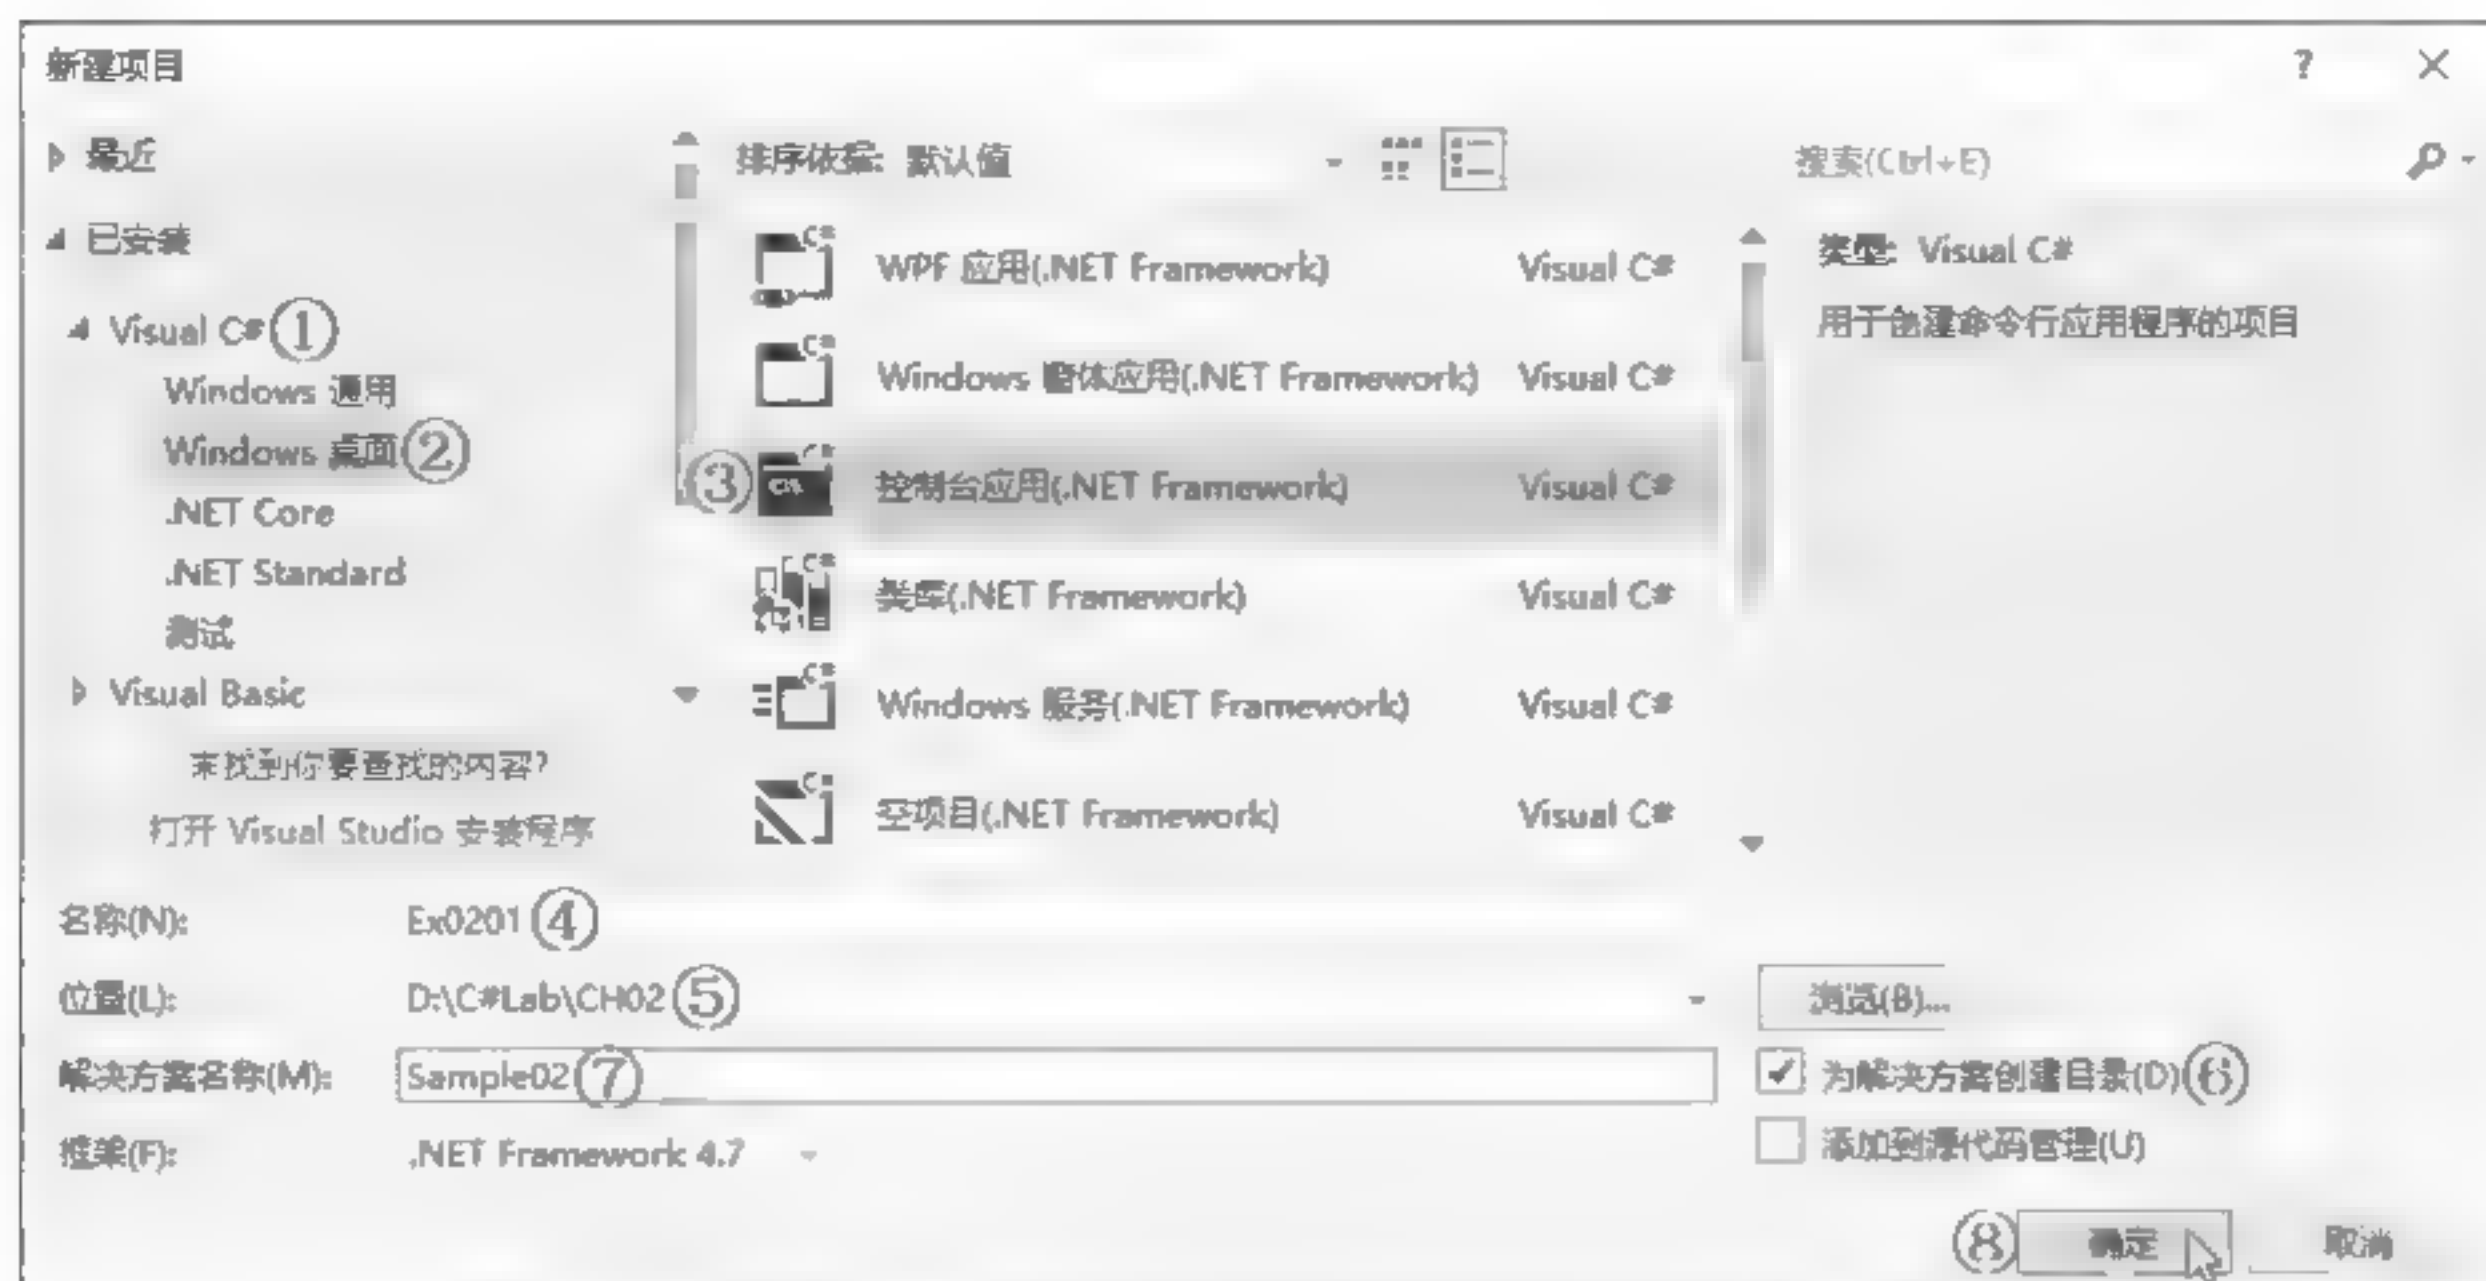 新建项目
? ×
最近
已安装
Visual C# ①
Windows 通用
Windows 桌面 ②
.NET Core
.NET Standard
测试
Visual Basic
未找到你要查找的内容?
打开 Visual Studio 安装程序
排序依据: 默认值
WPF 应用(.NET Framework) Visual C#
Windows 窗体应用(.NET Framework) Visual C#
③ 控制台应用(.NET Framework) Visual C#
类库(.NET Framework) Visual C#
Windows 服务(.NET Framework) Visual C#
空项目(.NET Framework) Visual C#
搜索(Ctrl+E)
类型: Visual C#
用于创建命令行应用程序的项目
名称(N): Ex0201 ④
位置(L): D:\C#Lab\CH02 ⑤
浏览(B)...
解决方案名称(M): Sample02 ⑦
为解决方案创建目录(D) ⑥
框架(F): .NET Framework 4.7
添加到源代码管理(U)
⑧ 确定 取消